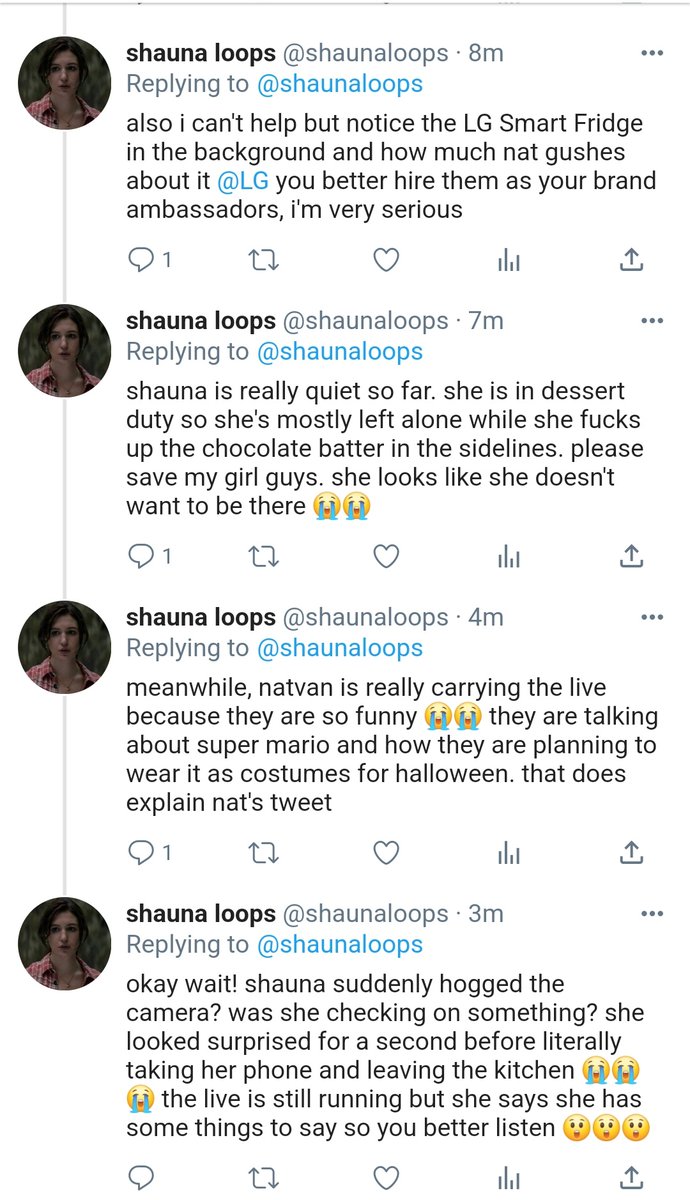 shauna loops @shaunaloops · 8m
Replying to @shaunaloops
also i can't help but notice the LG Smart Fridge
in the background and how much nat gushes
about it @LG you better hire them as your brand
ambassadors, i'm very serious
1
shauna loops @shaunaloops · 7m
Replying to @shaunaloops
shauna is really quiet so far. she is in dessert
duty so she's mostly left alone while she fucks
up the chocolate batter in the sidelines. please
save my girl guys. she looks like she doesn't
want to be there 😭😭
1
shauna loops @shaunaloops · 4m
Replying to @shaunaloops
meanwhile, natvan is really carrying the live
because they are so funny 😭😭 they are talking
about super mario and how they are planning to
wear it as costumes for halloween. that does
explain nat's tweet
1
shauna loops @shaunaloops · 3m
Replying to @shaunaloops
okay wait! shauna suddenly hogged the
camera? was she checking on something? she
looked surprised for a second before literally
taking her phone and leaving the kitchen 😭😭
😭 the live is still running but she says she has
some things to say so you better listen 😲😲😲